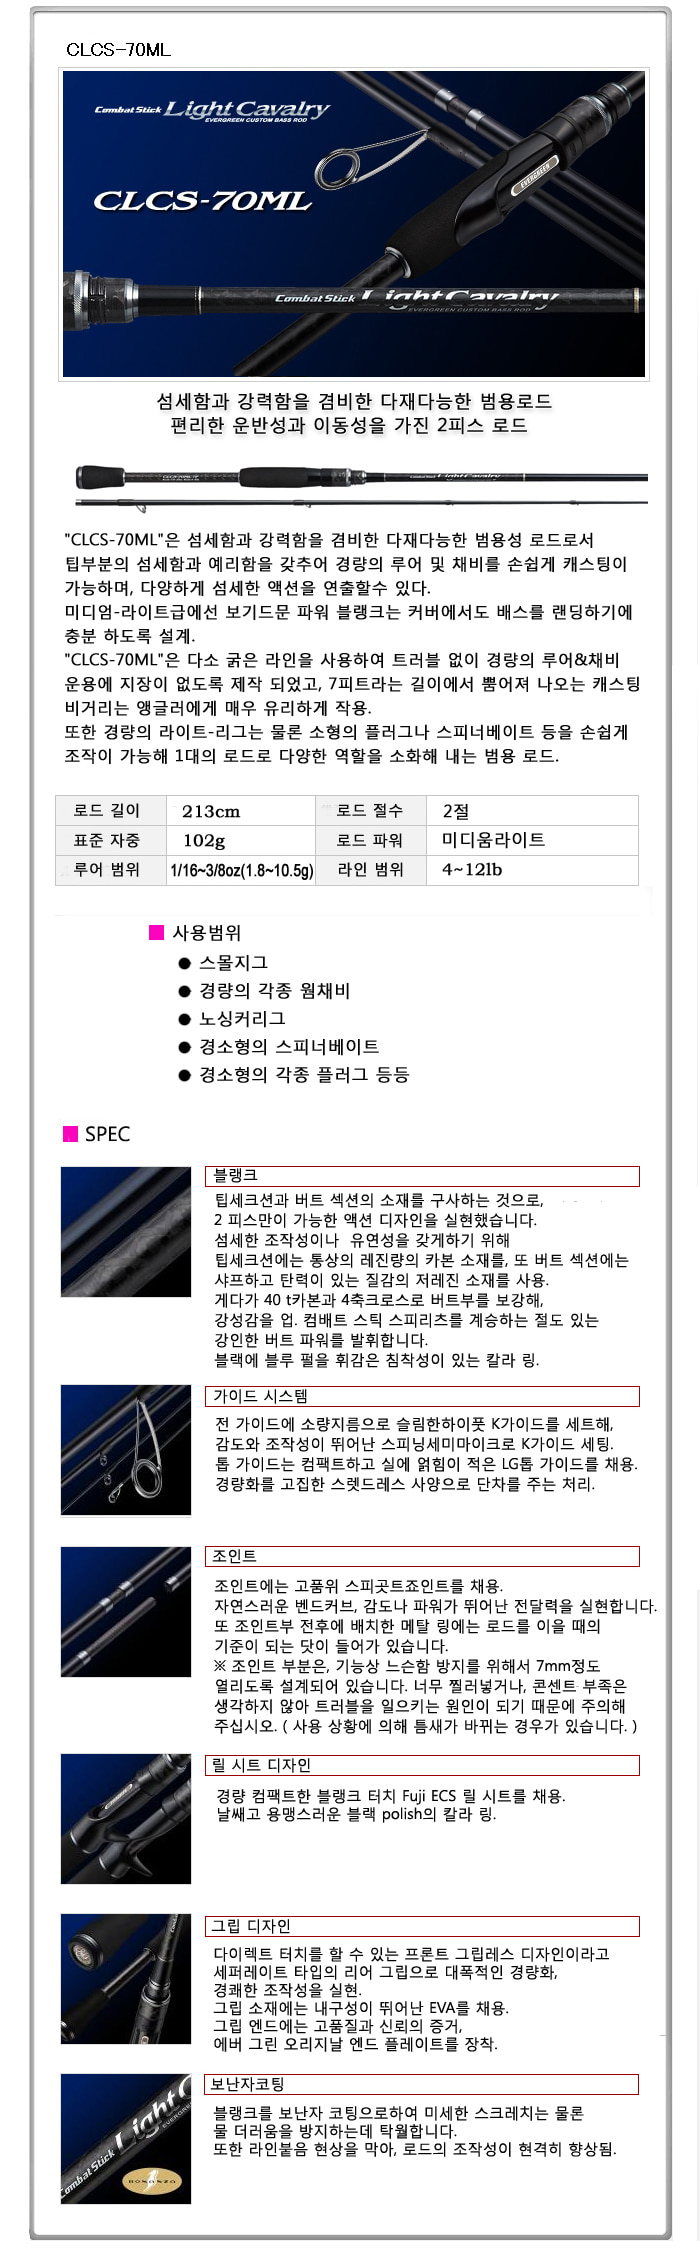 CLCS-70ML
Combat Stick Light Cavalry
EVERGREEN CUSTOM BASS ROD
CLCS-70ML
EVERGREEN
Combat Stick Light Cavalry
EVERGREEN CUSTOM BASS ROD
섬세함과 강력함을 겸비한 다재다능한 범용로드
편리한 운반성과 이동성을 가진 2피스 로드
"CLCS-70ML"은 섬세함과 강력함을 겸비한 다재다능한 범용성 로드로서
팁부분의 섬세함과 예리함을 갖추어 경량의 루어 및 채비를 손쉽게 캐스팅이
가능하며, 다양하게 섬세한 액션을 연출할수 있다.
미디엄-라이트급에선 보기드문 파워 블랭크는 커버에서도 배스를 랜딩하기에
충분 하도록 설계.
"CLCS-70ML"은 다소 굵은 라인을 사용하여 트러블 없이 경량의 루어&채비
운용에 지장이 없도록 제작 되었고, 7피트라는 길이에서 뿜어져 나오는 캐스팅
비거리는 앵글러에게 매우 유리하게 작용.
또한 경량의 라이트-리그는 물론 소형의 플러그나 스피너베이트 등을 손쉽게
조작이 가능해 1대의 로드로 다양한 역할을 소화해 내는 범용 로드.
로드 길이 213cm 로드 절수 2절
표준 자중 102g 로드 파워 미디움라이트
루어 범위 1/16~3/8oz(1.8~10.5g) 라인 범위 4~12lb
■ 사용범위
● 스몰지그
● 경량의 각종 웜채비
● 노싱커리그
● 경소형의 스피너베이트
● 경소형의 각종 플러그 등등
■ SPEC
블랭크
팁세크션과 버트 섹션의 소재를 구사하는 것으로,
2 피스만이 가능한 액션 디자인을 실현했습니다.
섬세한 조작성이나 유연성을 갖게하기 위해
팁세크션에는 통상의 레진량의 카본 소재를, 또 버트 섹션에는
샤프하고 탄력이 있는 질감의 저레진 소재를 사용.
게다가 40 t카본과 4축크로스로 버트부를 보강해,
강성감을 업. 컴배트 스틱 스피리츠를 계승하는 절도 있는
강인한 버트 파워를 발휘합니다.
블랙에 블루 펄을 휘감은 침착성이 있는 칼라 링.
가이드 시스템
전 가이드에 소량지름으로 슬림한하이풋 K가이드를 세트해,
감도와 조작성이 뛰어난 스피닝세미마이크로 K가이드 세팅.
톱 가이드는 컴팩트하고 실에 얽힘이 적은 LG톱 가이드를 채용.
경량화를 고집한 스렛드레스 사양으로 단차를 주는 처리.
조인트
조인트에는 고품위 스피곳트죠인트를 채용.
자연스러운 벤드커브, 감도나 파워가 뛰어난 전달력을 실현합니다.
또 조인트부 전후에 배치한 메탈 링에는 로드를 이을 때의
기준이 되는 닷이 들어가 있습니다.
※ 조인트 부분은, 기능상 느슨함 방지를 위해서 7mm정도
열리도록 설계되어 있습니다. 너무 찔러넣거나, 콘센트 부족은
생각하지 않아 트러블을 일으키는 원인이 되기 때문에 주의해
주십시오. ( 사용 상황에 의해 틈새가 바뀌는 경우가 있습니다. )
릴 시트 디자인
경량 컴팩트한 블랭크 터치 Fuji ECS 릴 시트를 채용.
날쌔고 용맹스러운 블랙 polish의 칼라 링.
그립 디자인
다이렉트 터치를 할 수 있는 프론트 그립레스 디자인이라고
세퍼레이트 타입의 리어 그립으로 대폭적인 경량화,
경쾌한 조작성을 실현.
그립 소재에는 내구성이 뛰어난 EVA를 채용.
그립 엔드에는 고품질과 신뢰의 증거,
에버 그린 오리지날 엔드 플레이트를 장착.
보난자코팅
블랭크를 보난자 코팅으로하여 미세한 스크레치는 물론
물 더러움을 방지하는데 탁월합니다.
또한 라인붙음 현상을 막아, 로드의 조작성이 현격히 향상됨.
Combat Stick Light C
EVERGREEN
BONANZA